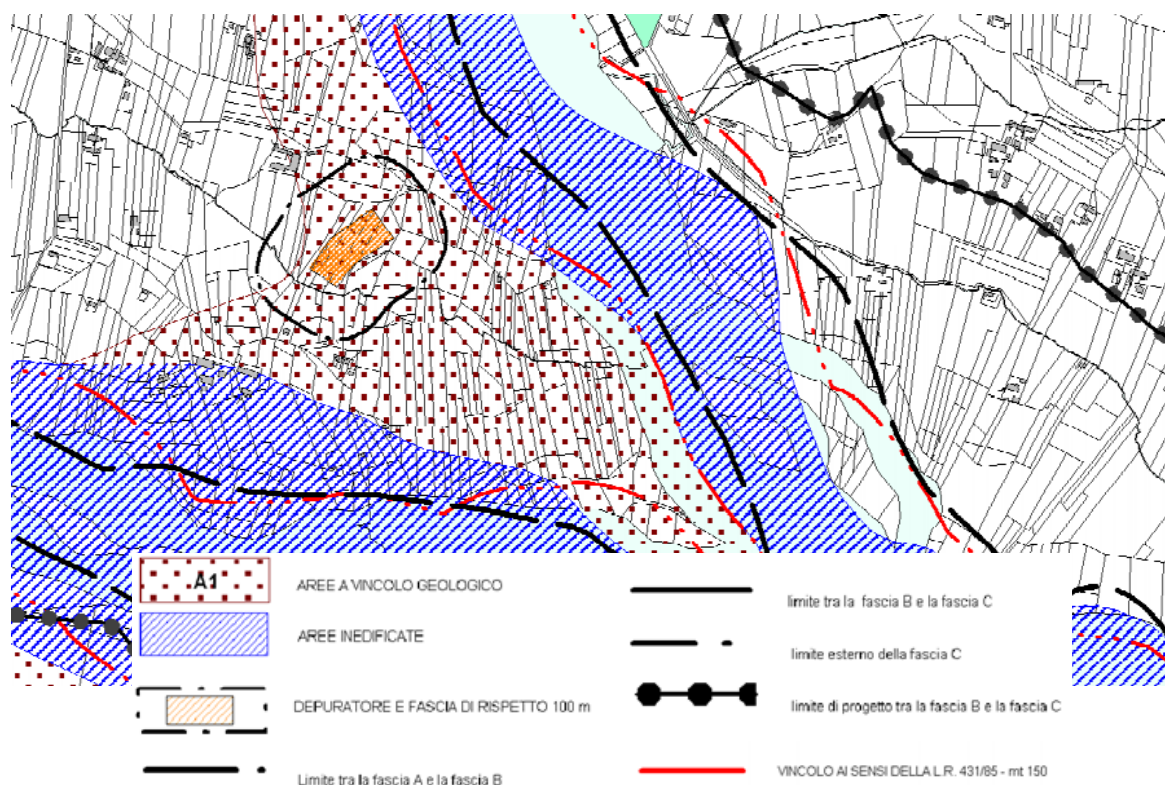 A1
AREE A VINCOLO GEOLOGICO
AREE INEDIFICATE
DEPURATORE E FASCIA DI RISPETTO 100 m
Limite tra la fascia A e la fascia B
limite tra la fascia B e la fascia C
limite esterno della fascia C
limite di progetto tra la fascia B e la fascia C
VINCOLO AI SENSI DELLA L.R. 431/85 - mt 150